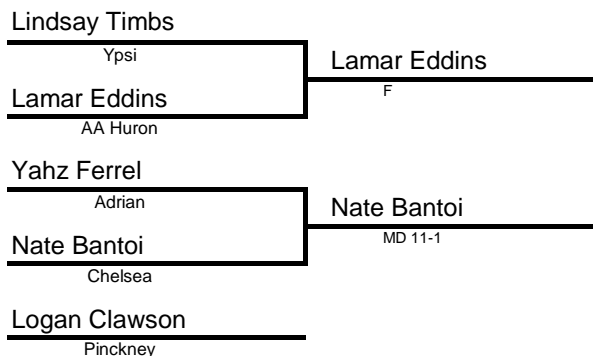 Lindsay Timbs
Ypsi
Lamar Eddins
F
Lamar Eddins
AA Huron
Yahz Ferrel
Adrian
Nate Bantoi
MD 11-1
Nate Bantoi
Chelsea
Logan Clawson
Pinckney